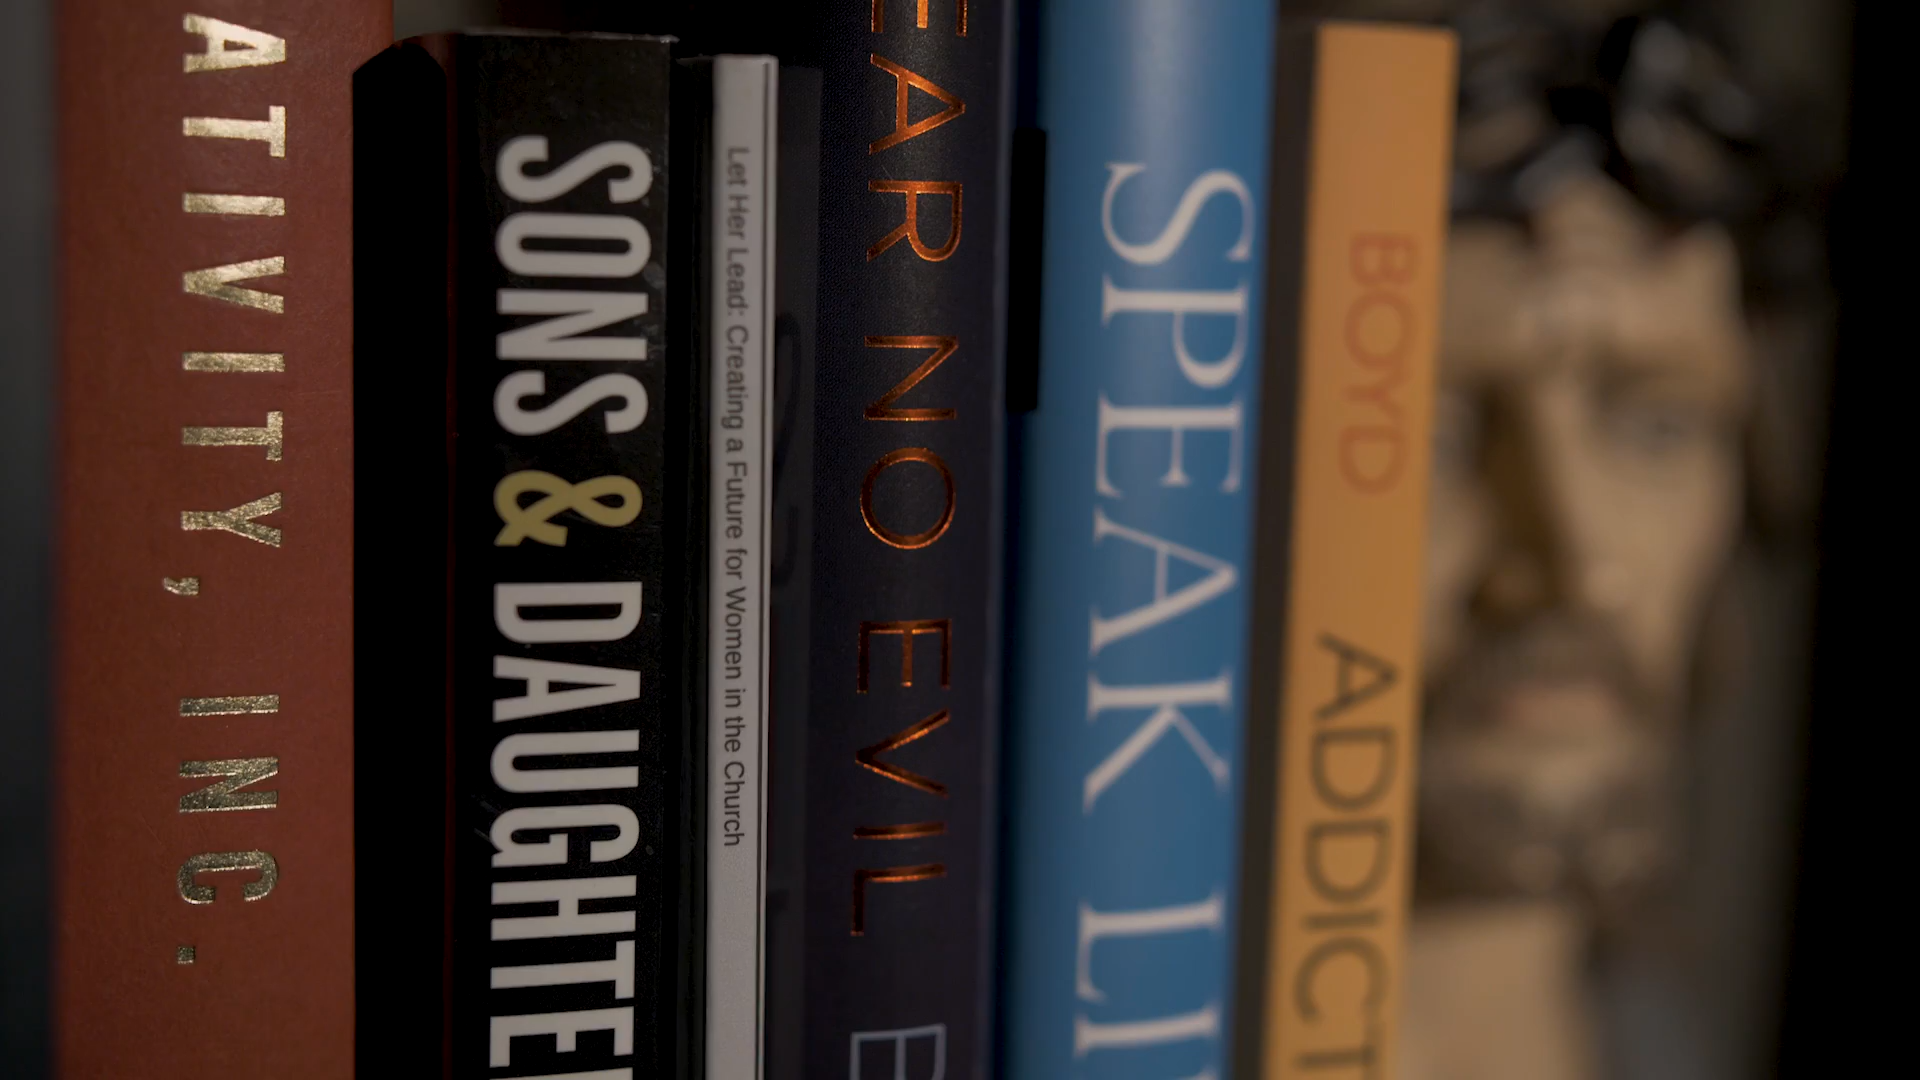 ATIVITY, INC.
SONS & DAUGHTE
Let Her Lead: Creating a Future for Women in the Church
EAR NO EVIL
SPEAK LI
BOYD ADDICT